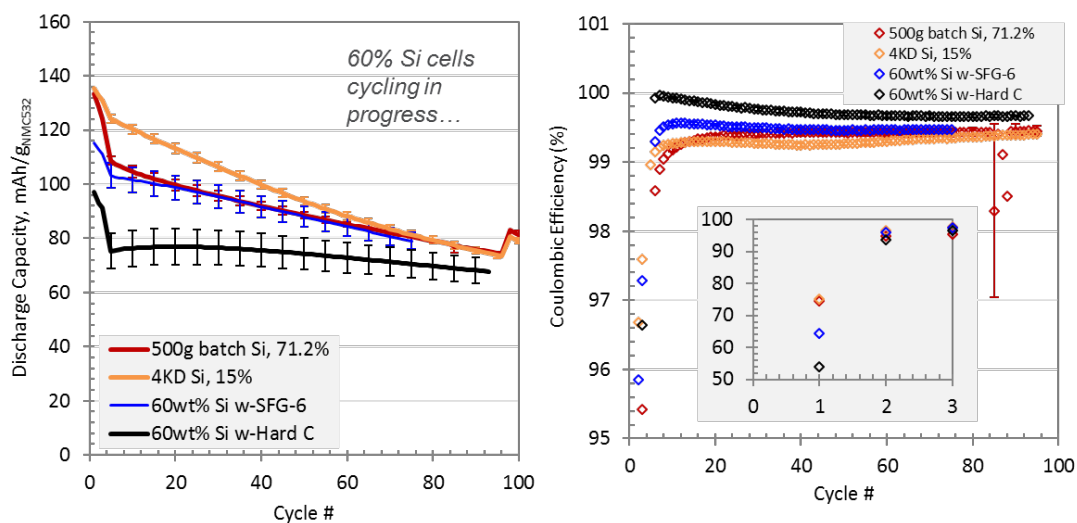 160
140
120
100
80
60
40
20
0
Discharge Capacity, mAh/gNMC532
60% Si cells
cycling in
progress…
500g batch Si, 71.2%
4KD Si, 15%
60wt% Si w-SFG-6
60wt% Si w-Hard C
0 20 40 60 80 100
Cycle #
101
100
99
98
97
96
95
Coulombic Efficiency (%)
500g batch Si, 71.2%
4KD Si, 15%
60wt% Si w-SFG-6
60wt% Si w-Hard C
100
90
80
70
60
50
0 1 2 3
0 20 40 60 80 100
Cycle #